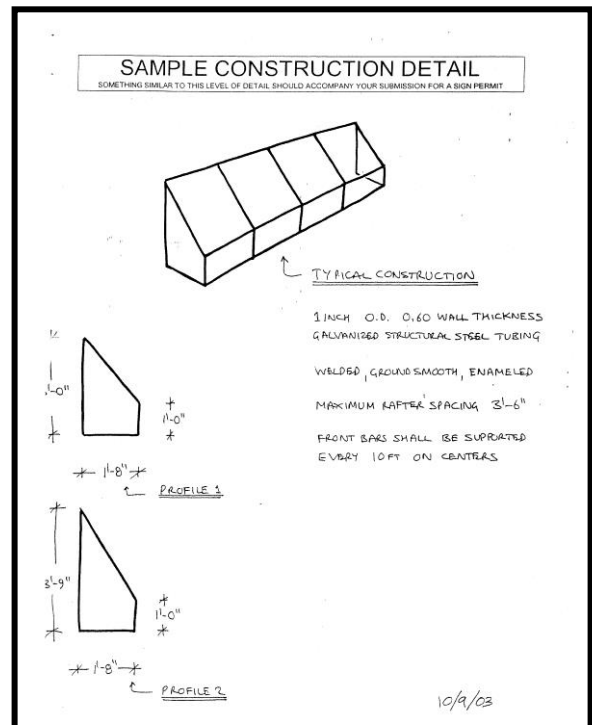 SAMPLE CONSTRUCTION DETAIL
SOMETHING SIMILAR TO THIS LEVEL OF DETAIL SHOULD ACCOMPANY YOUR SUBMISSION FOR A SIGN PERMIT
TYPICAL CONSTRUCTION
1 INCH O.D. 0.60 WALL THICKNESS
GALVANIZED STRUCTURAL STEEL TUBING
WELDED, GROUND SMOOTH, ENAMELED
MAXIMUM RAFTER SPACING 3'-6"
FRONT BARS SHALL BE SUPPORTED
EVERY 10FT ON CENTERS
'-0"
1'-0"
1'-8"
PROFILE 1
3'-9"
1'-0"
1'-8"
PROFILE 2
10/9/03